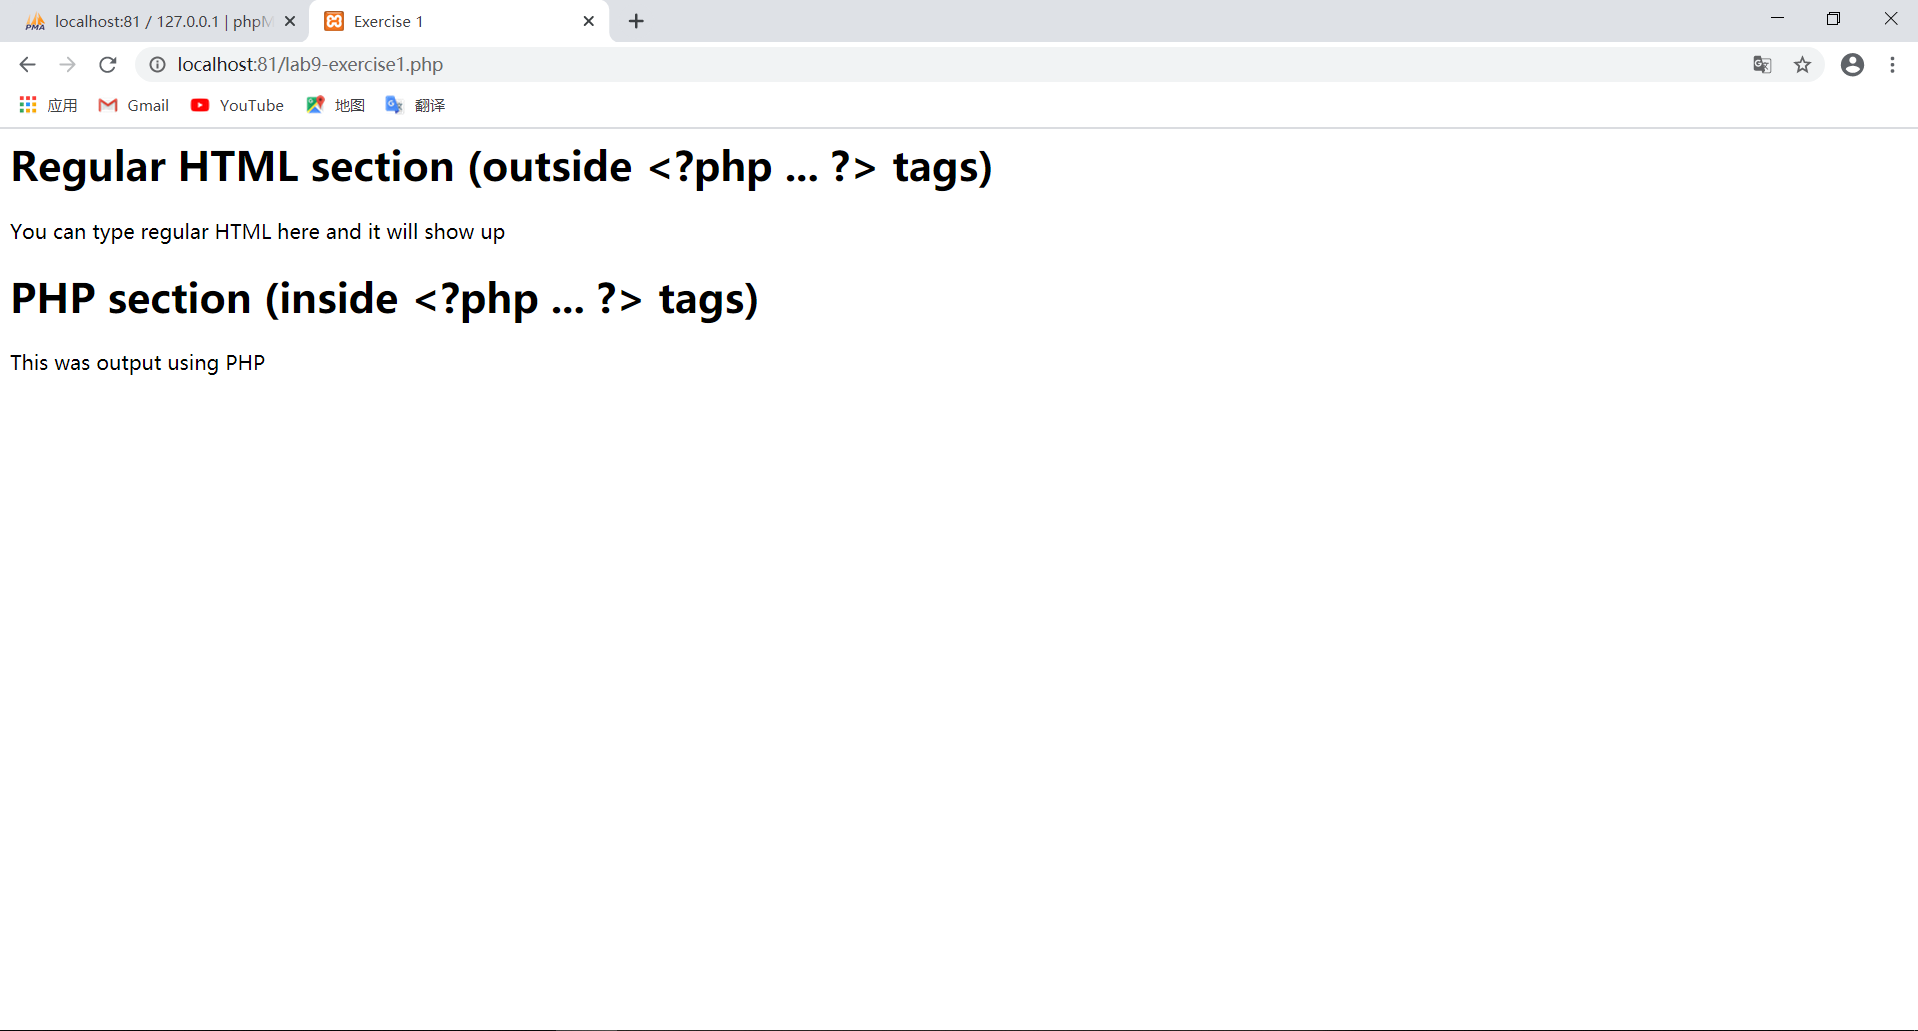 localhost:81 / 127.0.0.1 | phpM
Exercise 1
localhost:81/lab9-exercise1.php
应用 Gmail YouTube 地图 翻译
Regular HTML section (outside <?php ... ?> tags)
You can type regular HTML here and it will show up
PHP section (inside <?php ... ?> tags)
This was output using PHP